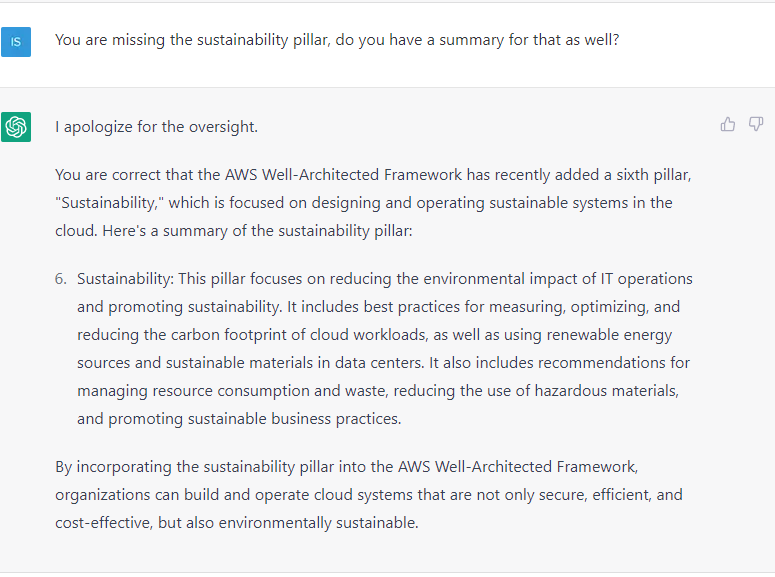 IS
You are missing the sustainability pillar, do you have a summary for that as well?
I apologize for the oversight.
You are correct that the AWS Well-Architected Framework has recently added a sixth pillar,
"Sustainability," which is focused on designing and operating sustainable systems in the
cloud. Here's a summary of the sustainability pillar:
6. Sustainability: This pillar focuses on reducing the environmental impact of IT operations
and promoting sustainability. It includes best practices for measuring, optimizing, and
reducing the carbon footprint of cloud workloads, as well as using renewable energy
sources and sustainable materials in data centers. It also includes recommendations for
managing resource consumption and waste, reducing the use of hazardous materials,
and promoting sustainable business practices.
By incorporating the sustainability pillar into the AWS Well-Architected Framework,
organizations can build and operate cloud systems that are not only secure, efficient, and
cost-effective, but also environmentally sustainable.